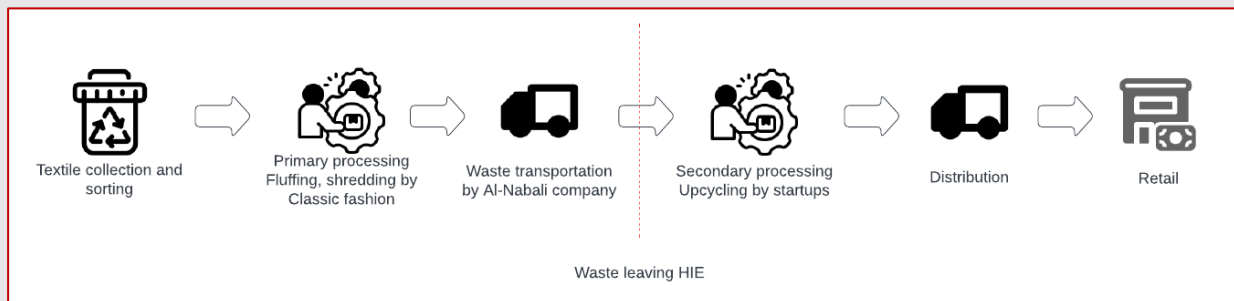 Textile collection and
sorting
Primary processing
Fluffing, shredding by
Classic fashion
Waste transportation
by Al-Nabali company
Secondary processing
Upcycling by startups
Distribution
Retail
Waste leaving HIE